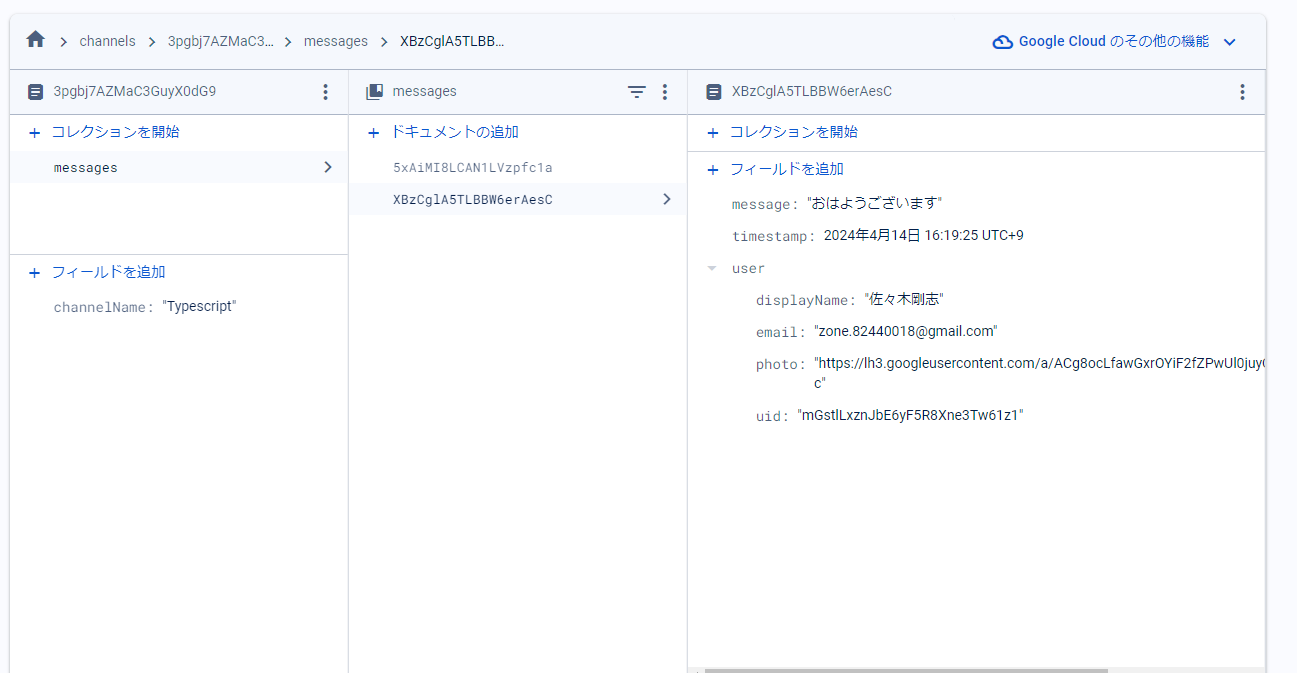 channels 3pgbj7AZMaC3... messages XBzCglA5TLBB...
Google Cloud のその他の機能
3pgbj7AZMaC3GuyX0dG9
コレクションを開始
messages
フィールドを追加
channelName: "Typescript"
messages
ドキュメントの追加
5xAiMI8LCAN1LVzpfc1a
XBzCglA5TLBBW6erAesC
XBzCglA5TLBBW6erAesC
コレクションを開始
フィールドを追加
message: "おはようございます"
timestamp: 2024年4月14日 16:19:25 UTC+9
user
displayName: "佐々木剛志"
email: "zone.82440018@gmail.com"
photo: "https://lh3.googleusercontent.com/a/ACg8ocLfawGxrOYiF2fZPwUl0juy
c"
uid: "mGstlLxznJbE6yF5R8Xne3Tw61z1"